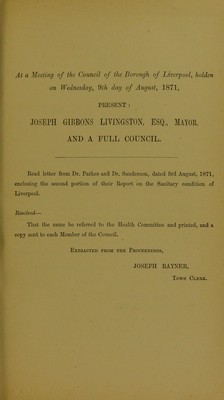 At a Meeting of the Council of the Borough of Liverpool, holden
on Wednesday, 9th day of August, 1871,
PRESENT:
JOSEPH GIBBONS LIVINGSTON, ESQ., MAYOR,
AND A FULL COUNCIL.
Read letter from Dr. Parkes and Dr. Sanderson, dated 3rd August, 1871,
enclosing the second portion of their Report on the Sanitary condition of
Liverpool.
Resolved—
That the same be referred to the Health Committee and printed, and a
copy sent to each Member of the Council.
EXTRACTED FROM THE PROCEEDINGS,
JOSEPH RAYNER,
TOWN CLERK.